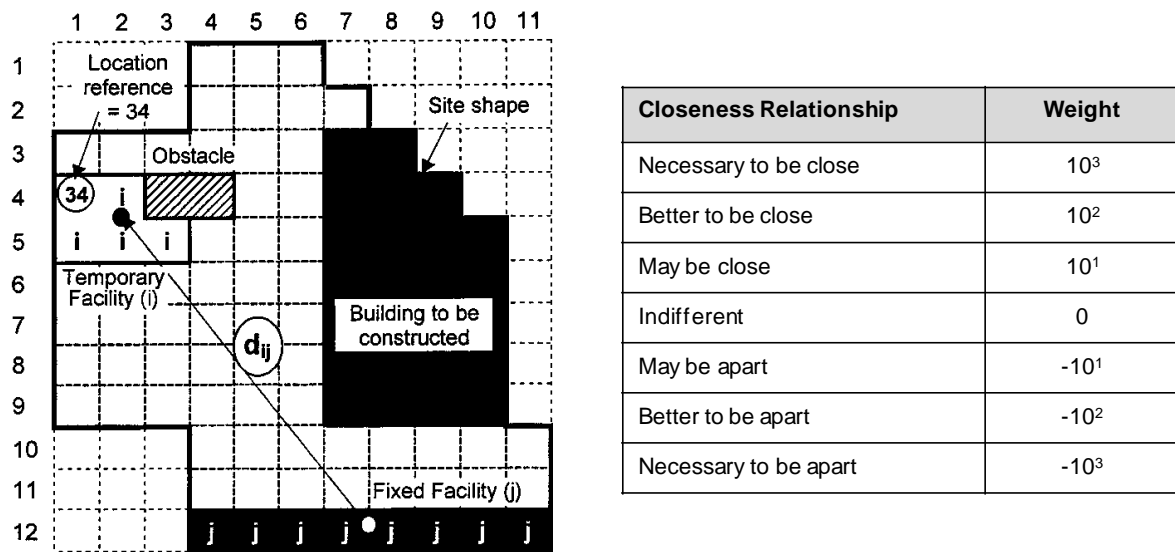 1 2 3 4 5 6 7 8 9 10 11
1
2
3
4
5
6
7
8
9
10
11
12
Location
reference
= 34
Site shape
Obstacle
34
i
i i i
Temporary
Facility (i)
dij
Building to be
constructed
Fixed Facility (j)
j j j j j j j j
Closeness Relationship Weight
Necessary to be close 10³
Better to be close 10²
May be close 10¹
Indifferent 0
May be apart -10¹
Better to be apart -10²
Necessary to be apart -10³